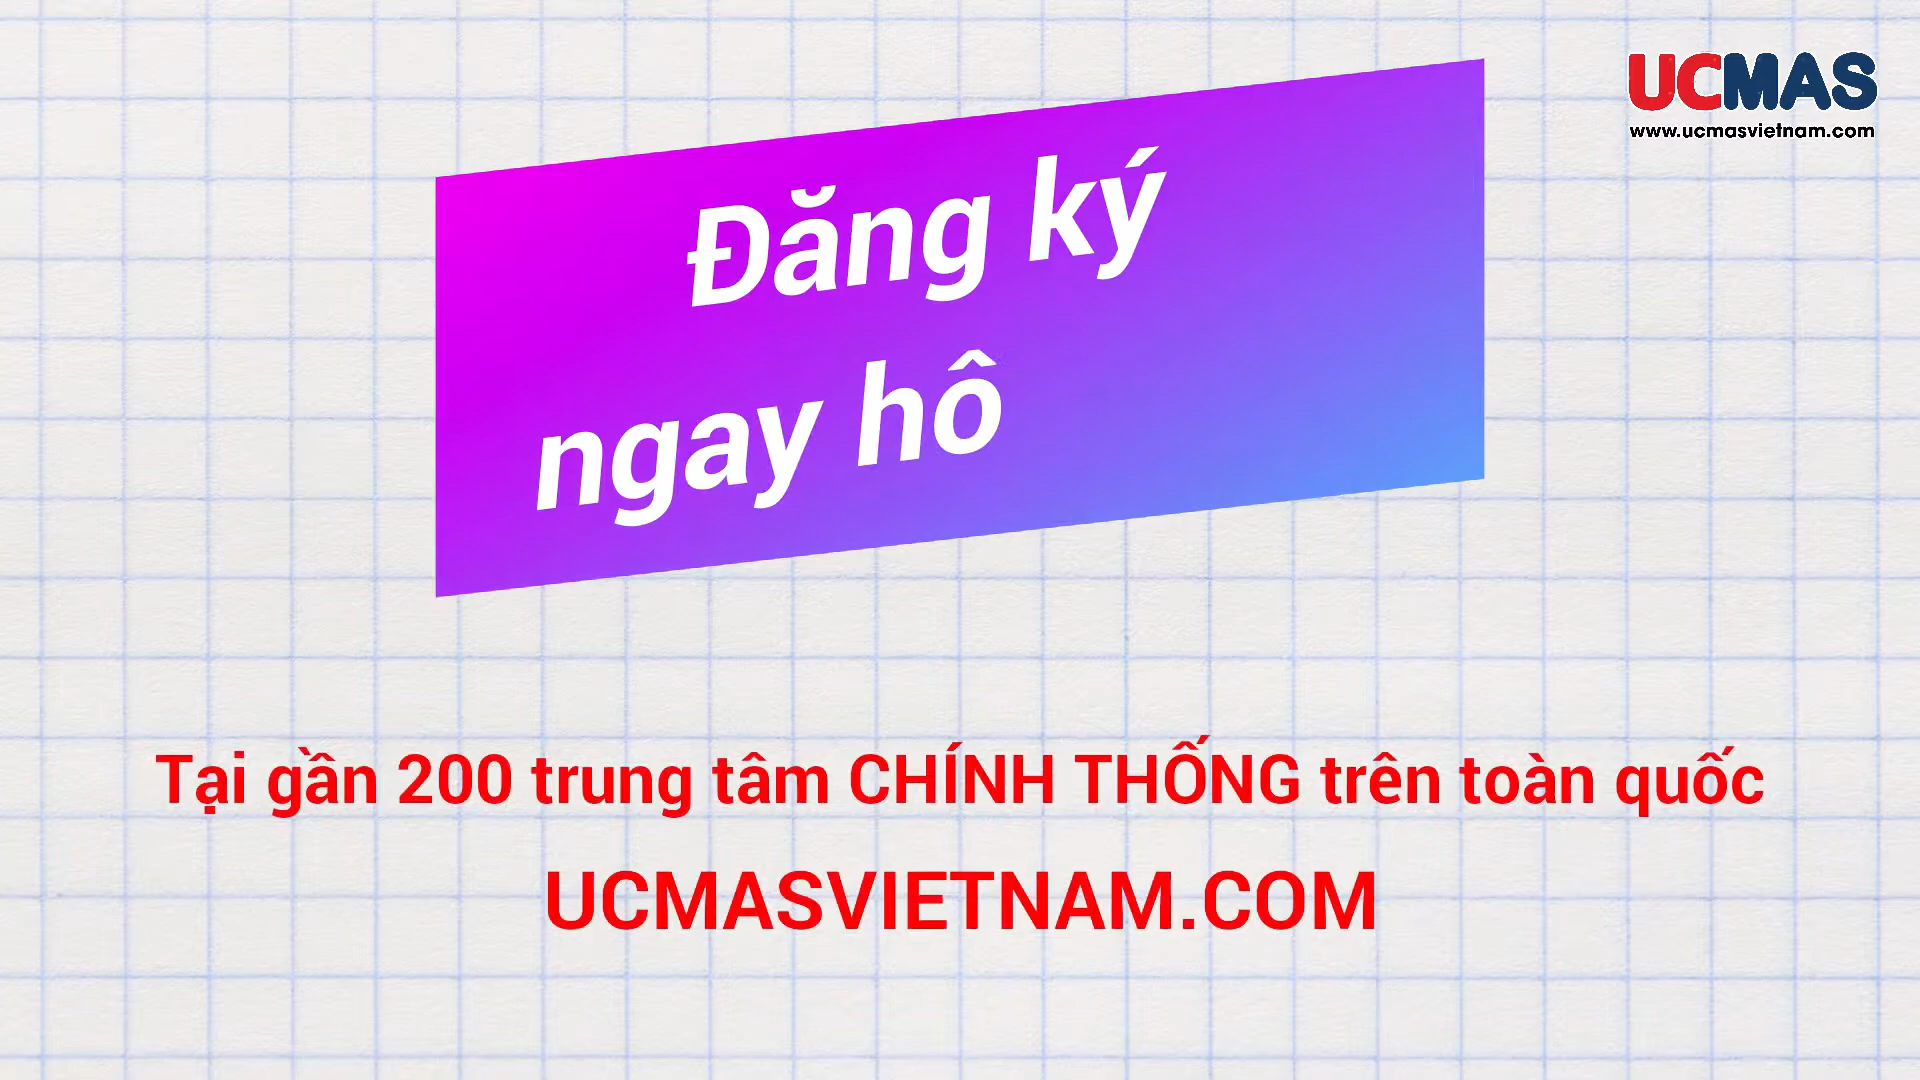 UCMAS
www.ucmasvietnam.com
Đăng ký
ngay hô
Tại gần 200 trung tâm CHÍNH THỐNG trên toàn quốc
UCMASVIETNAM.COM